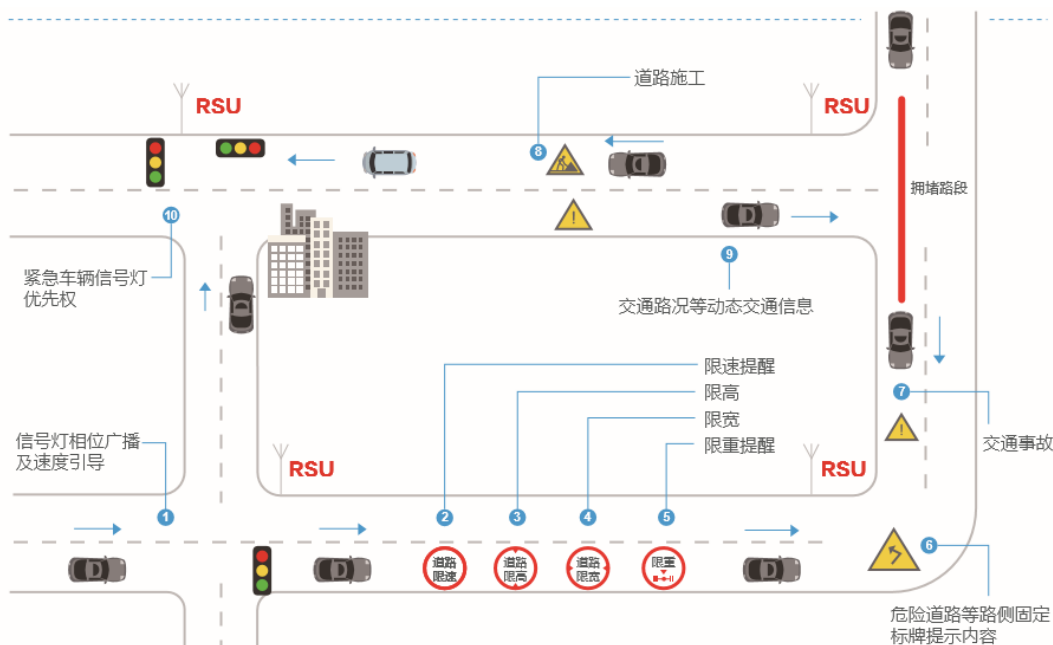 道路施工
RSU
RSU
8
拥堵路段
10
9
紧急车辆信号灯
优先权
交通路况等动态交通信息
限速提醒
限高
7
限宽
信号灯相位广播
及速度引导
限重提醒
交通事故
RSU
RSU
1
2
3
4
5
6
道路
限速
道路
限高
道路
限宽
限重
危险道路等路侧固定
标牌提示内容